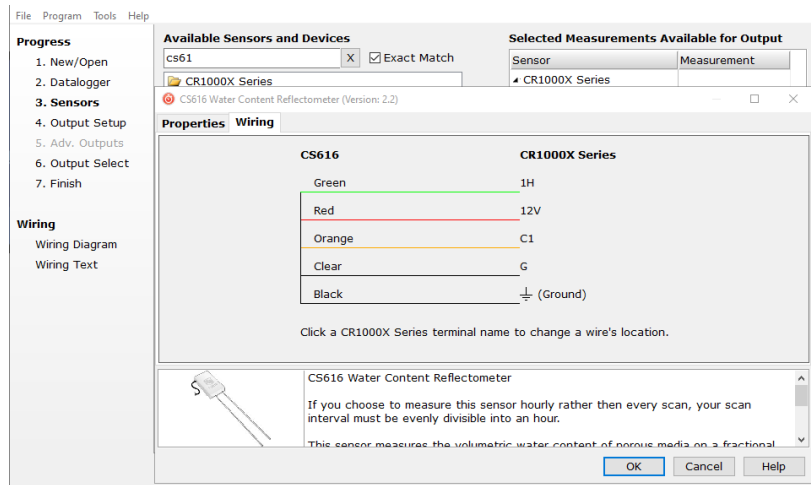 File Program Tools Help
Progress
1. New/Open
2. Datalogger
3. Sensors
4. Output Setup
5. Adv. Outputs
6. Output Select
7. Finish
Wiring
Wiring Diagram
Wiring Text
Available Sensors and Devices
cs61 X Exact Match
CR1000X Series
Selected Measurements Available for Output
Sensor Measurement
CR1000X Series
CS616 Water Content Reflectometer (Version: 2.2)
Properties Wiring
CS616 CR1000X Series
Green 1H
Red 12V
Orange C1
Clear G
Black (Ground)
Click a CR1000X Series terminal name to change a wire's location.
CS616 Water Content Reflectometer
If you choose to measure this sensor hourly rather then every scan, your scan
interval must be evenly divisible into an hour.
This sensor measures the volumetric water content of porous media on a fractional
OK Cancel Help